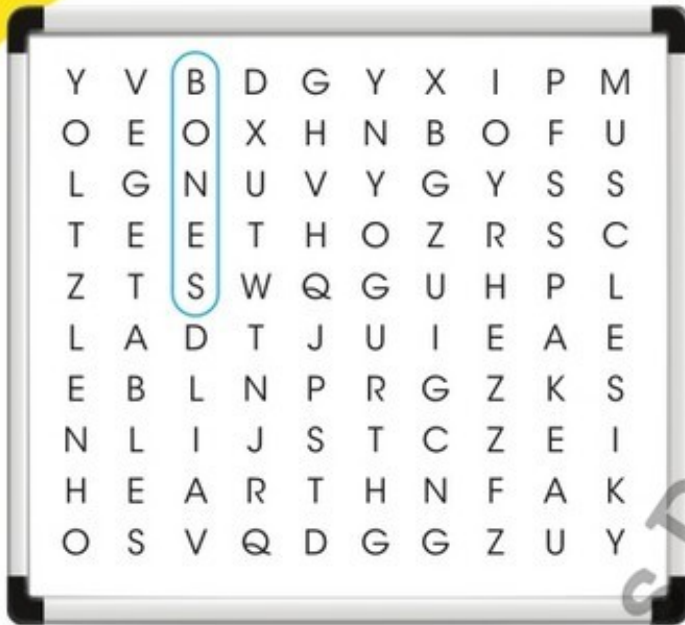 Y V B D G Y X I P M
O E O X H N B O F U
L G N U V Y G Y S S
T E E T H O Z R S C
Z T S W Q G U H P L
L A D T J U I E A E
E B L N P R G Z K S
N L I J S T C Z E I
H E A R T H N F A K
O S V Q D G G Z U Y